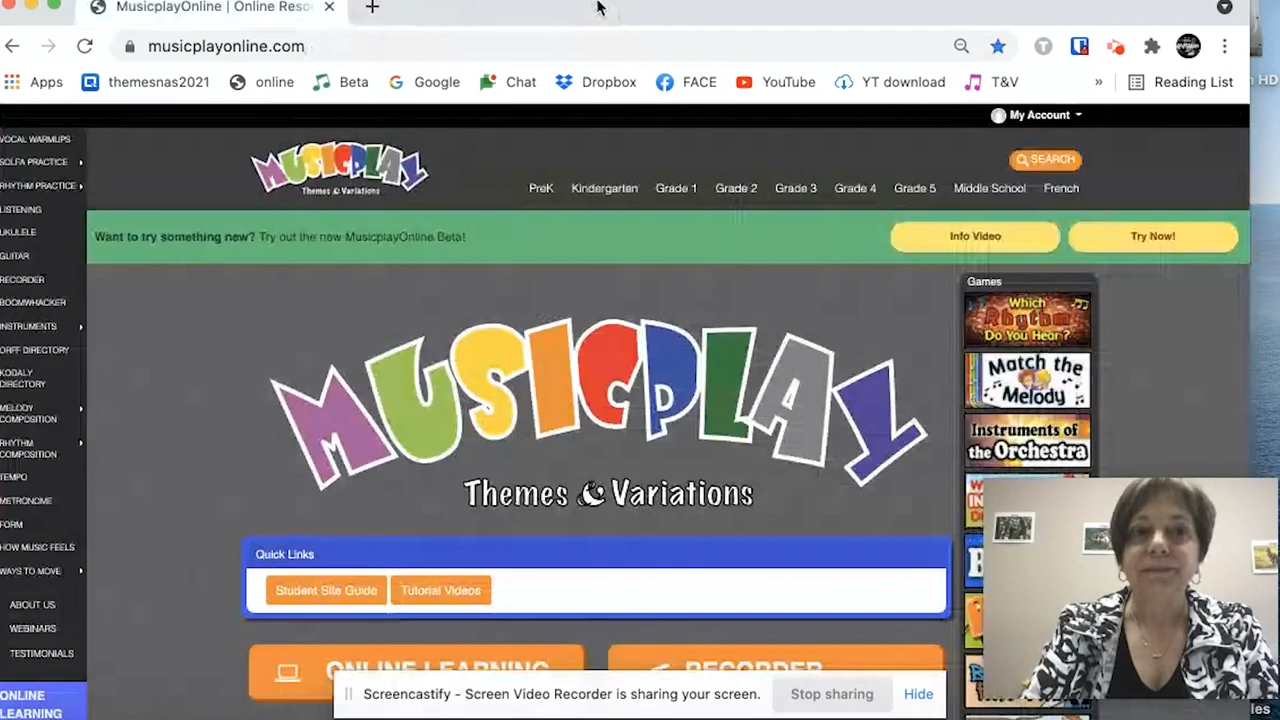 MusicplayOnline | Online Reso
musicplayonline.com
Apps
themesnas2021
online
Beta
Google
Chat
Dropbox
FACE
YouTube
YT download
T&V
»
Reading List
HD
My Account
MUSICPLAY
Themes & Variations
SEARCH
PreK
Kindergarten
Grade 1
Grade 2
Grade 3
Grade 4
Grade 5
Middle School
French
Want to try something new? Try out the new MusicplayOnline Beta!
Info Video
Try Now!
VOCAL WARMUPS
SOLFA PRACTICE
RHYTHM PRACTICE
LISTENING
UKULELE
GUITAR
RECORDER
BOOMWHACKER
INSTRUMENTS
ORFF DIRECTORY
KODALY
DIRECTORY
MELODY
COMPOSITION
RHYTHM
COMPOSITION
TEMPO
METRONOME
FORM
HOW MUSIC FEELS
WAYS TO MOVE
ABOUT US
WEBINARS
TESTIMONIALS
ONLINE
LEARNING
MUSICPLAY
Themes & Variations
Quick Links
Student Site Guide
Tutorial Videos
ONLINE LEARNING
RECORDER
Games
Which
Rhythm
Do You Hear?
Match the
Melody
Instruments of
the Orchestra
Screencastify - Screen Video Recorder is sharing your screen.
Stop sharing
Hide
les